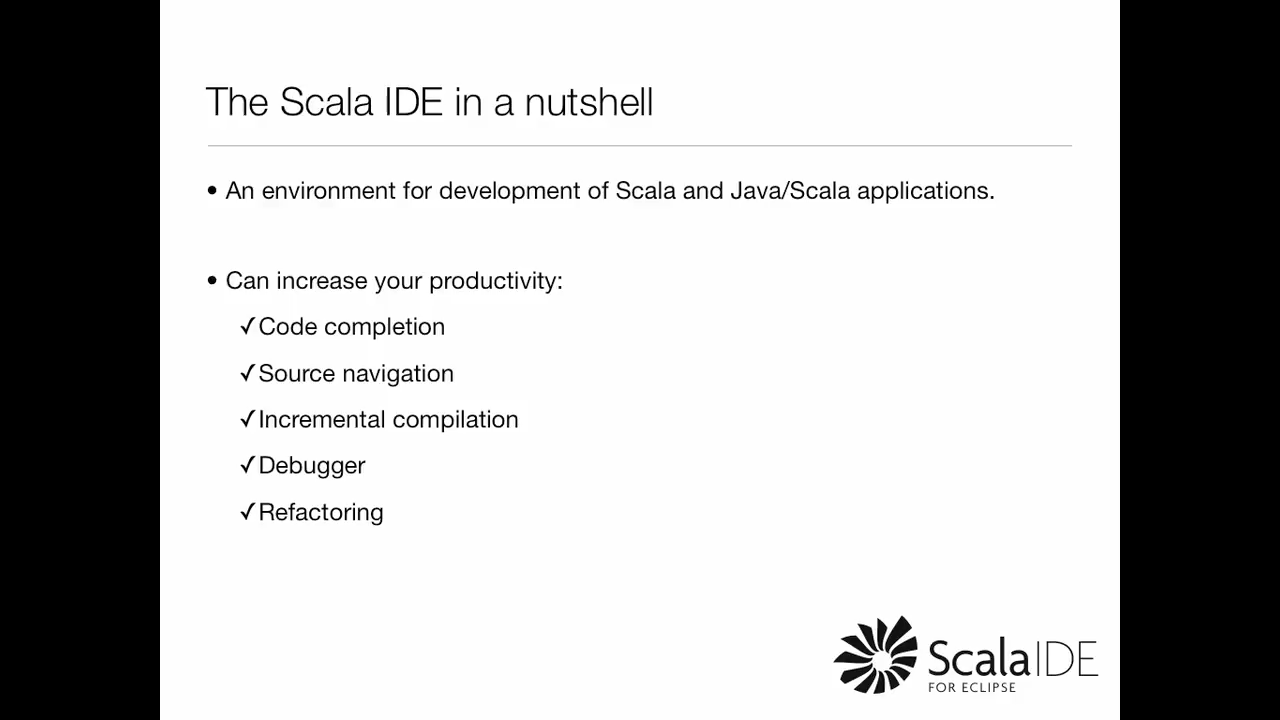 The Scala IDE in a nutshell
• An environment for development of Scala and Java/Scala applications.
• Can increase your productivity:
✓Code completion
✓Source navigation
✓Incremental compilation
✓Debugger
✓Refactoring
ScalaIDE
FOR ECLIPSE